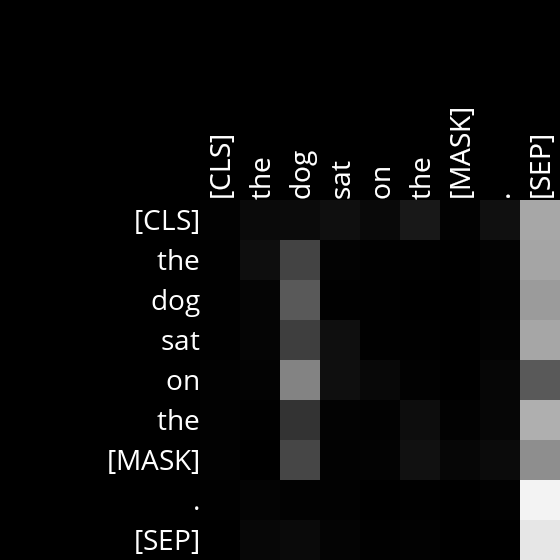 [CLS] the dog sat on the [MASK] . [SEP]
[CLS]
the
dog
sat
on
the
[MASK]
.
[SEP]